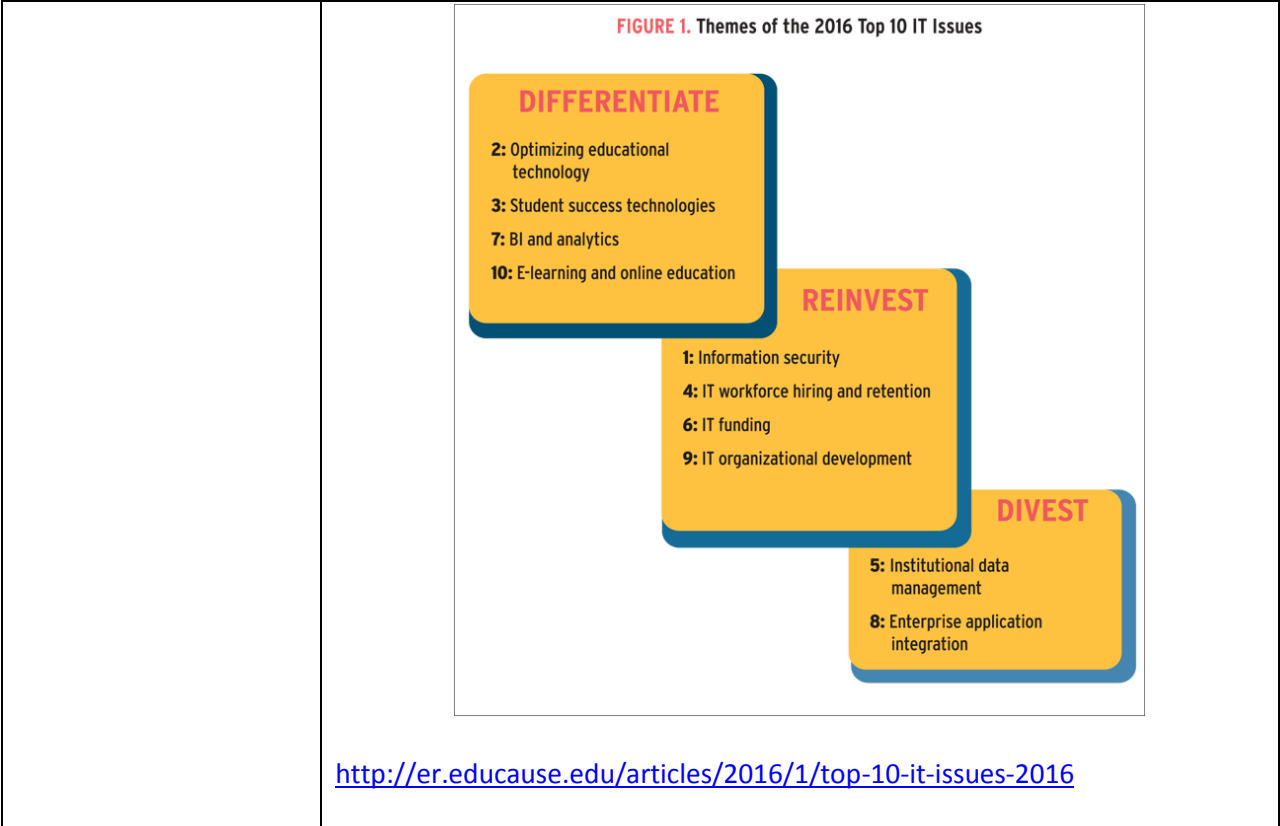 FIGURE 1. Themes of the 2016 Top 10 IT Issues
DIFFERENTIATE
2: Optimizing educational
technology
3: Student success technologies
7: BI and analytics
10: E-learning and online education
REINVEST
1: Information security
4: IT workforce hiring and retention
6: IT funding
9: IT organizational development
DIVEST
5: Institutional data
management
8: Enterprise application
integration
http://er.educause.edu/articles/2016/1/top-10-it-issues-2016